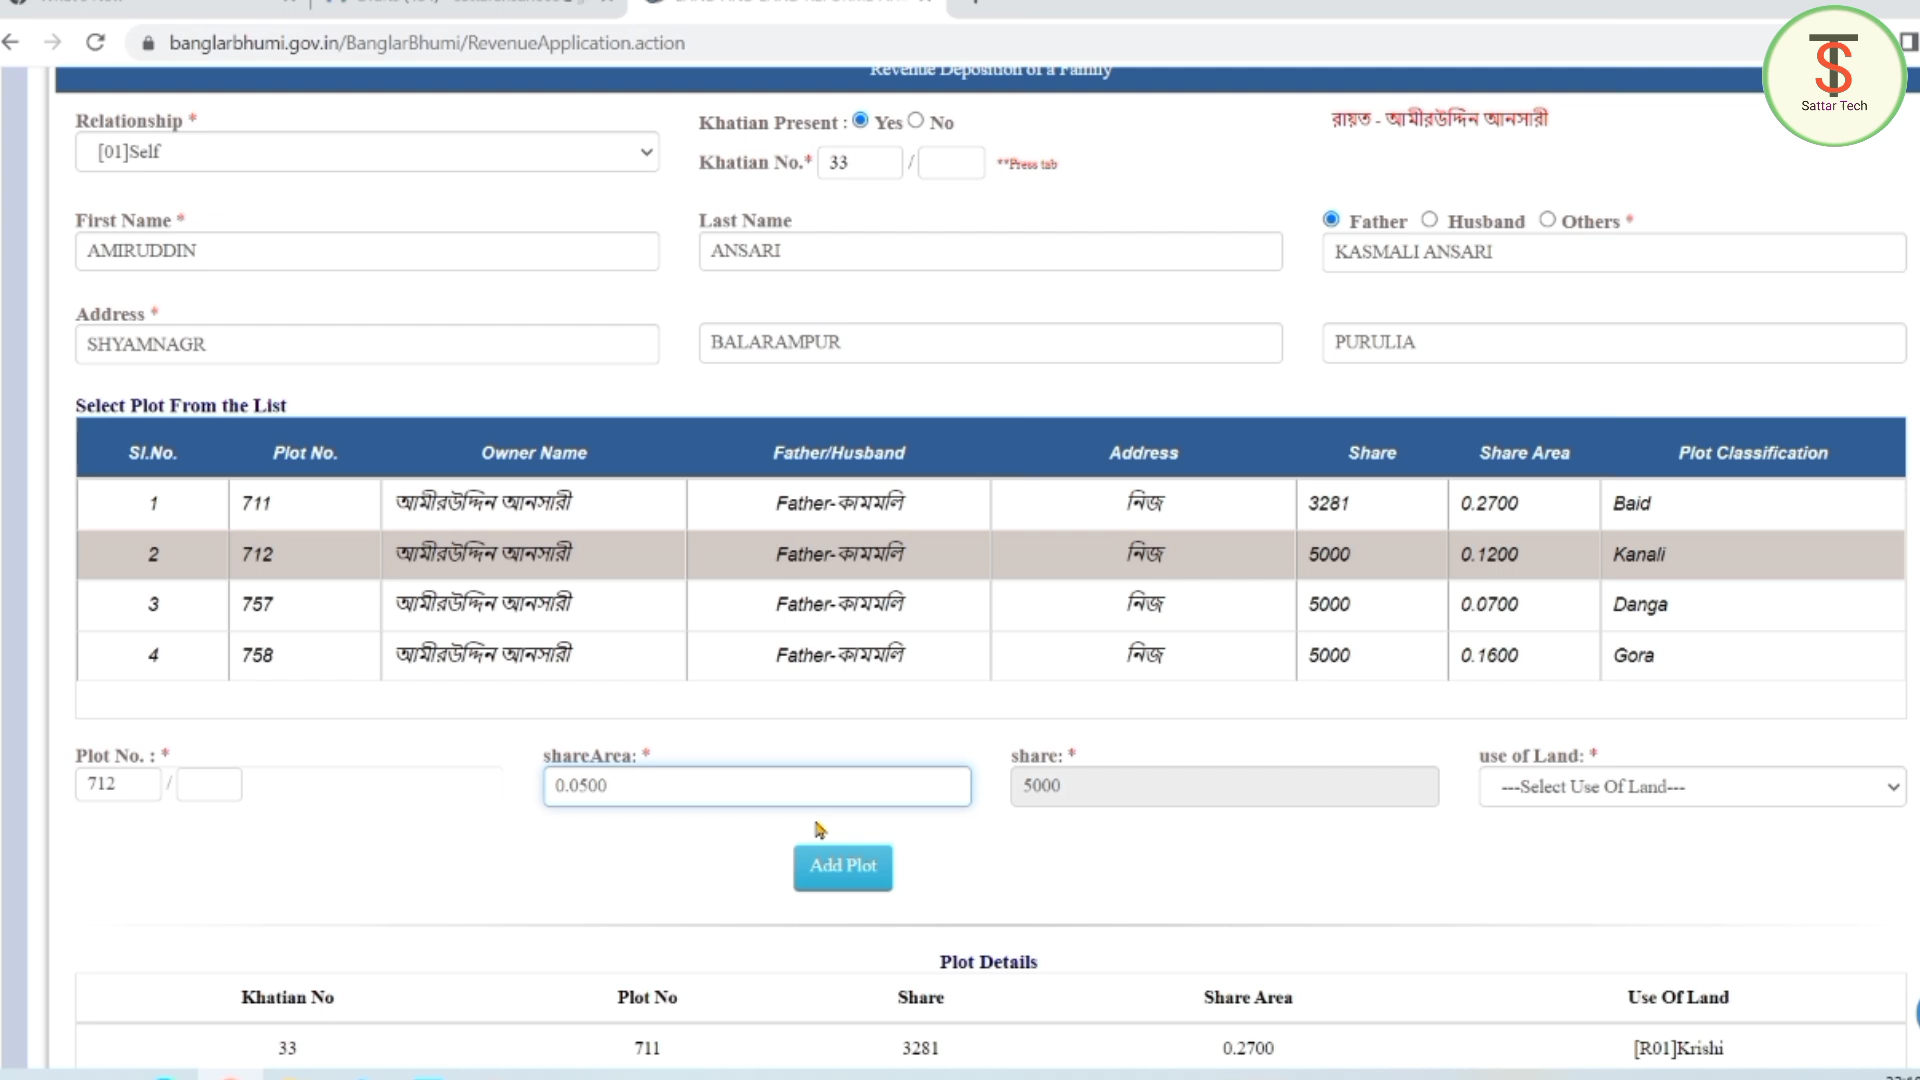 banglarbhumi.gov.in/BanglarBhumi/RevenueApplication.action
Sattar Tech
Revenue Deposition of a Family
Relationship *
[01]Self
Khatian Present : Yes No
Khatian No.* 33 / **Press tab
রায়ত - আমীরউদ্দিন আনসারী
First Name *
AMIRUDDIN
Last Name
ANSARI
Father Husband Others *
KASMALI ANSARI
Address *
SHYAMNAGR
BALARAMPUR
PURULIA
Select Plot From the List
Sl.No. Plot No. Owner Name Father/Husband Address Share Share Area Plot Classification
1 711 আমীরউদ্দিন আনসারী Father-কাসমলি নিজ 3281 0.2700 Baid
2 712 আমীরউদ্দিন আনসারী Father-কাসমলি নিজ 5000 0.1200 Kanali
3 757 আমীরউদ্দিন আনসারী Father-কাসমলি নিজ 5000 0.0700 Danga
4 758 আমীরউদ্দিন আনসারী Father-কাসমলি নিজ 5000 0.1600 Gora
Plot No. : * shareArea: * share: * use of Land: *
712 / 0.0500 5000 ---Select Use Of Land---
Add Plot
Plot Details
Khatian No Plot No Share Share Area Use Of Land
33 711 3281 0.2700 [R01]Krishi